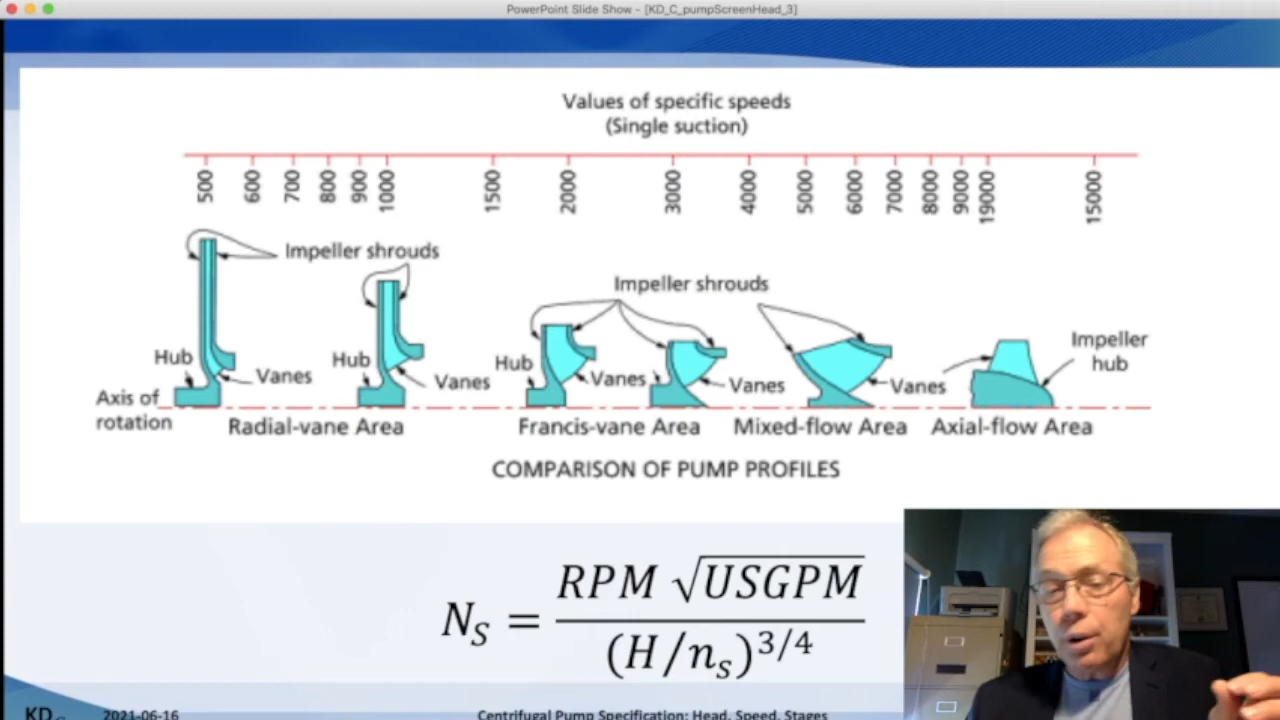 PowerPoint Slide Show - [KD_C_pumpScreenHead_3]
Values of specific speeds
(Single suction)
500 600 700 800 900 1000 1500 2000 3000 4000 5000 6000 7000 8000 9000 19000 15000
Impeller shrouds
Impeller shrouds
Impeller
hub
Hub
Vanes
Hub
Vanes
Hub
Vanes
Vanes
Vanes
Axis of
rotation
Radial-vane Area
Francis-vane Area
Mixed-flow Area
Axial-flow Area
COMPARISON OF PUMP PROFILES
N_S = RPM √USGPM / (H/n_s)^3/4
KD
2021-06-16
Centrifugal Pump Specification: Head, Speed, Stages